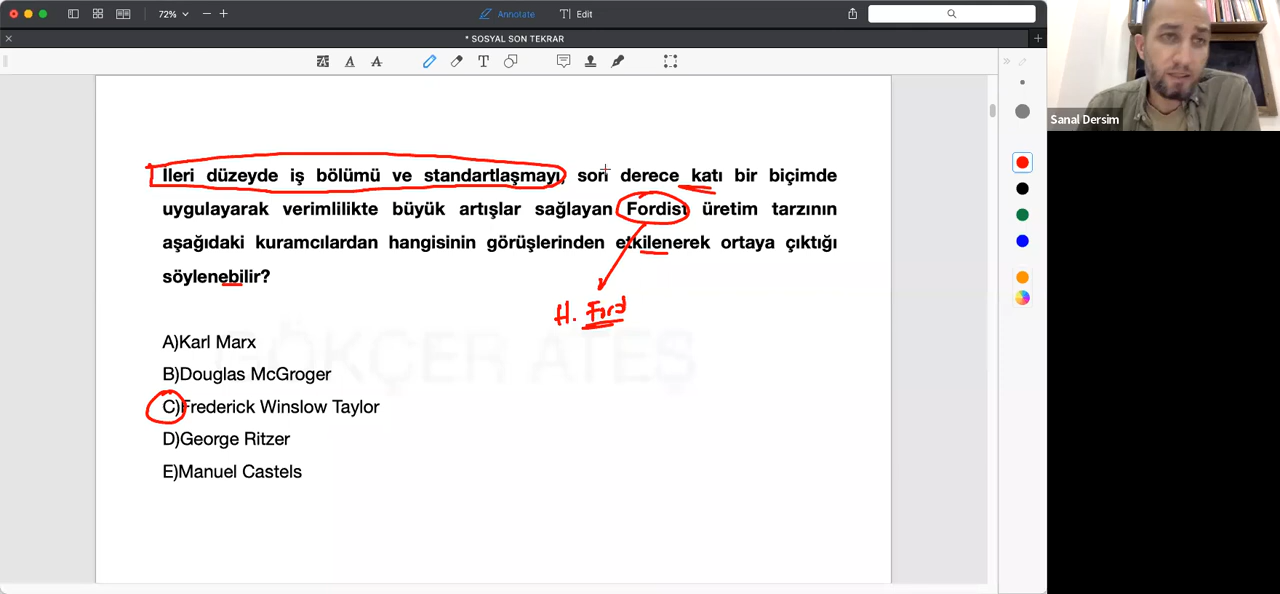 72%
Annotate
T Edit
* SOSYAL SON TEKRAR
Sanal Dersim
İleri düzeyde iş bölümü ve standartlaşmayı, son derece katı bir biçimde
uygulayarak verimlilikte büyük artışlar sağlayan Fordist üretim tarzının
aşağıdaki kuramcılardan hangisinin görüşlerinden etkilenerek ortaya çıktığı
söylenebilir?
H. Ford
GÖKÇER ATEŞ
A)Karl Marx
B)Douglas McGroger
C)Frederick Winslow Taylor
D)George Ritzer
E)Manuel Castels